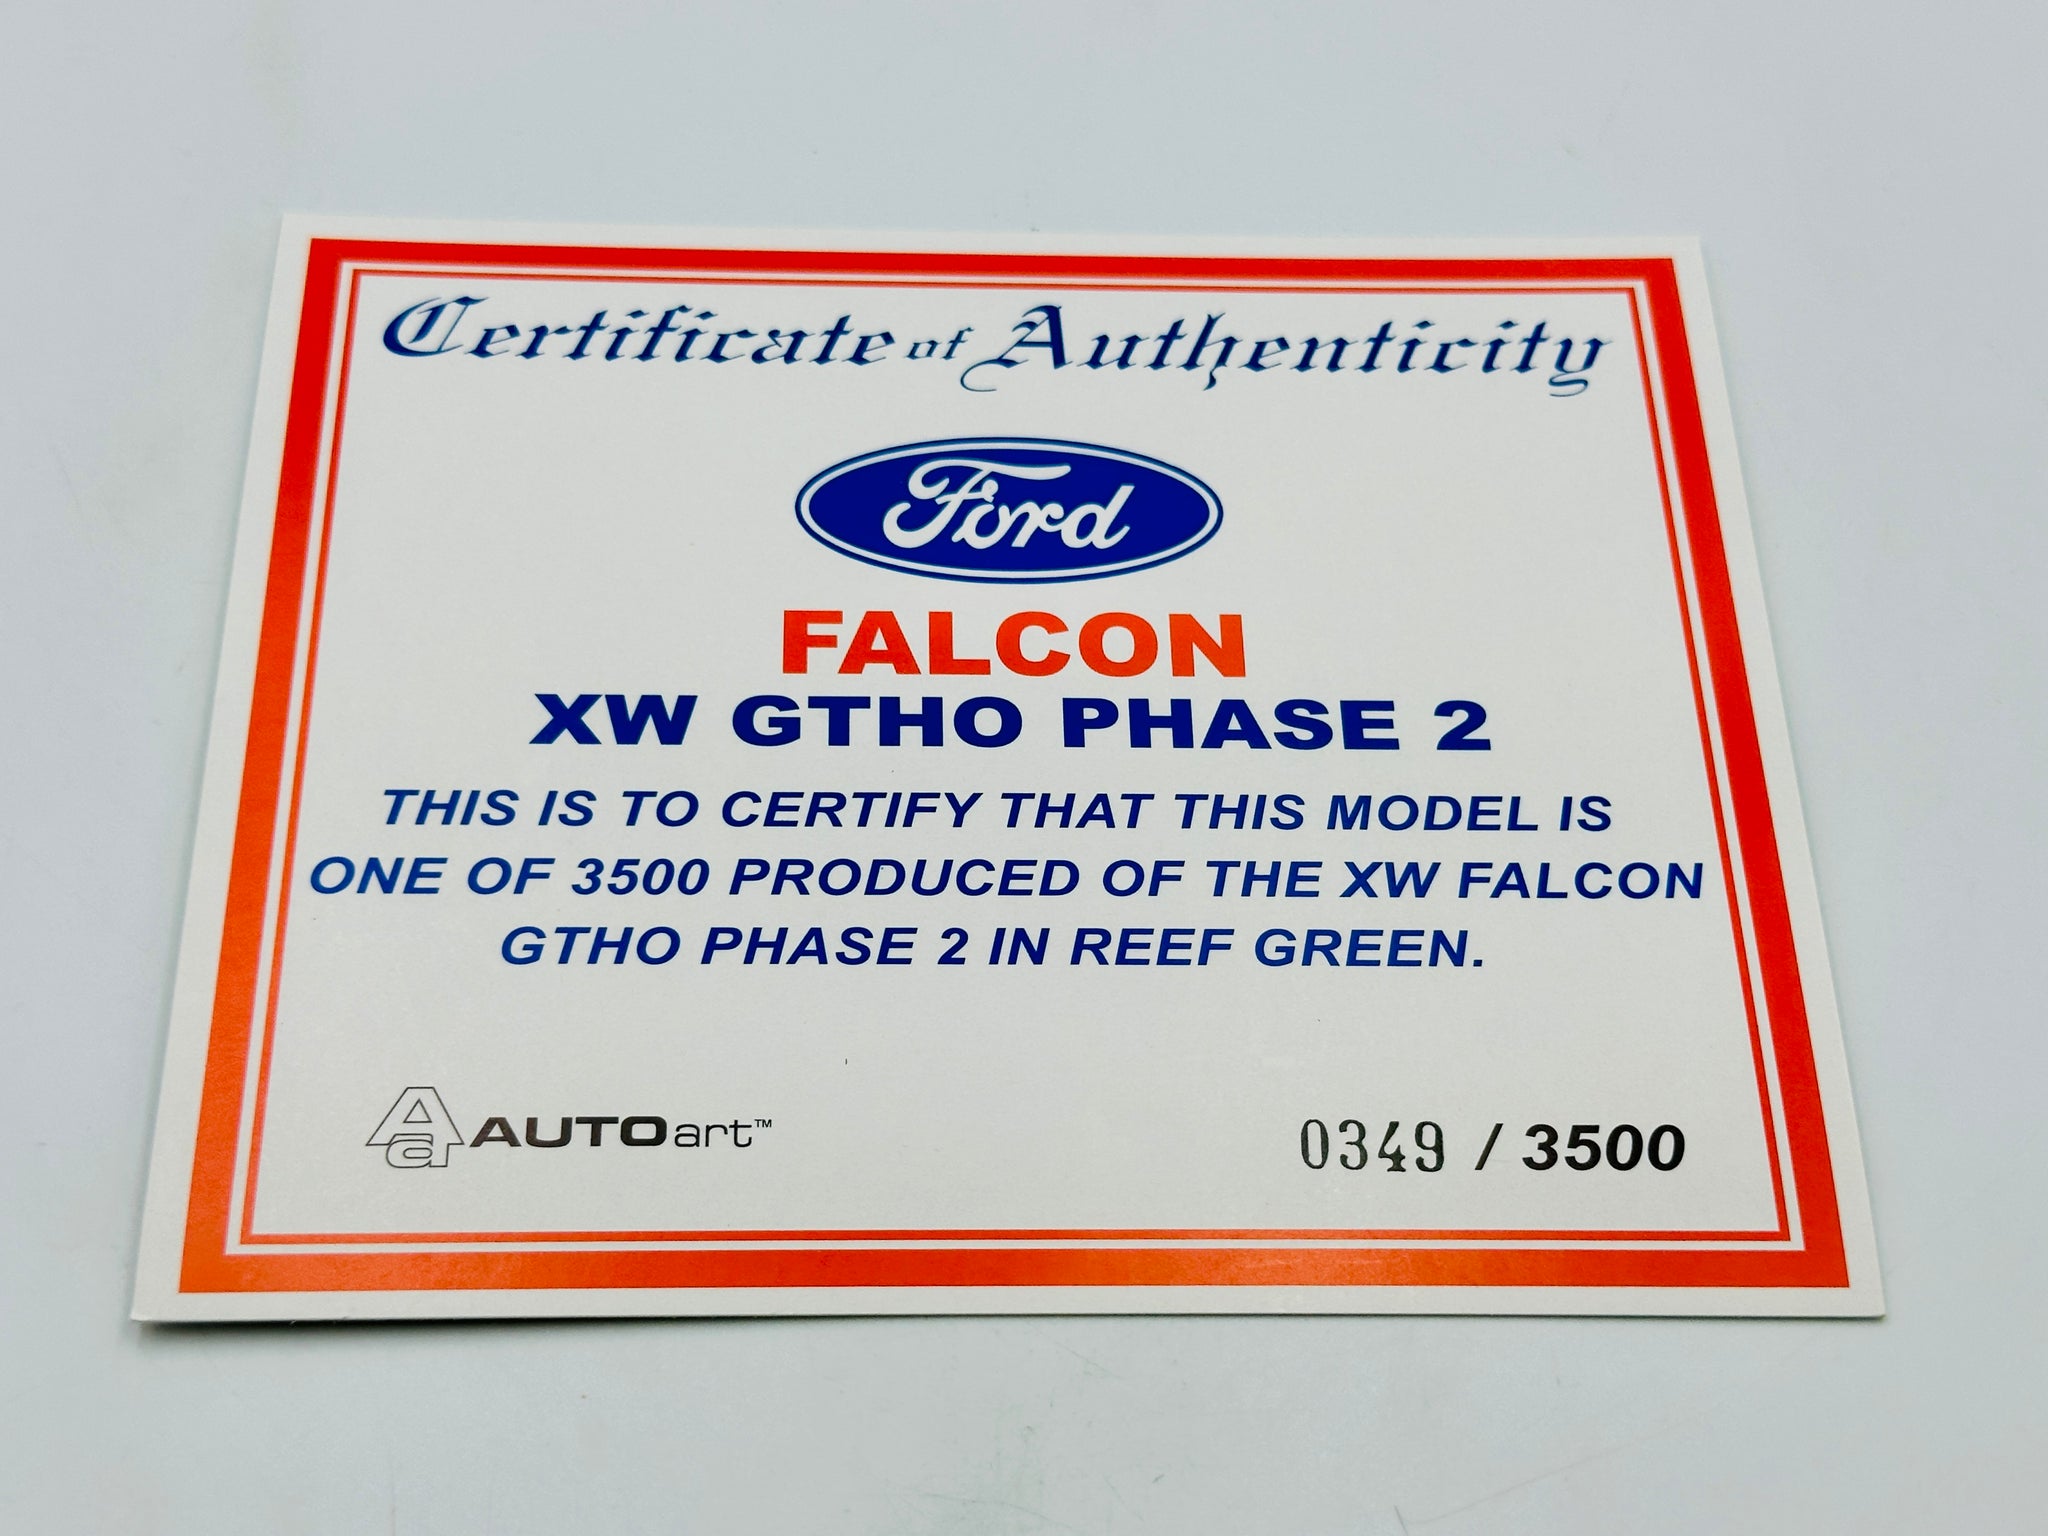 Certificate of Authenticity
Ford
FALCON
XW GTHO PHASE 2
THIS IS TO CERTIFY THAT THIS MODEL IS
ONE OF 3500 PRODUCED OF THE XW FALCON
GTHO PHASE 2 IN REEF GREEN.
Aa AUTOart™
0349 / 3500